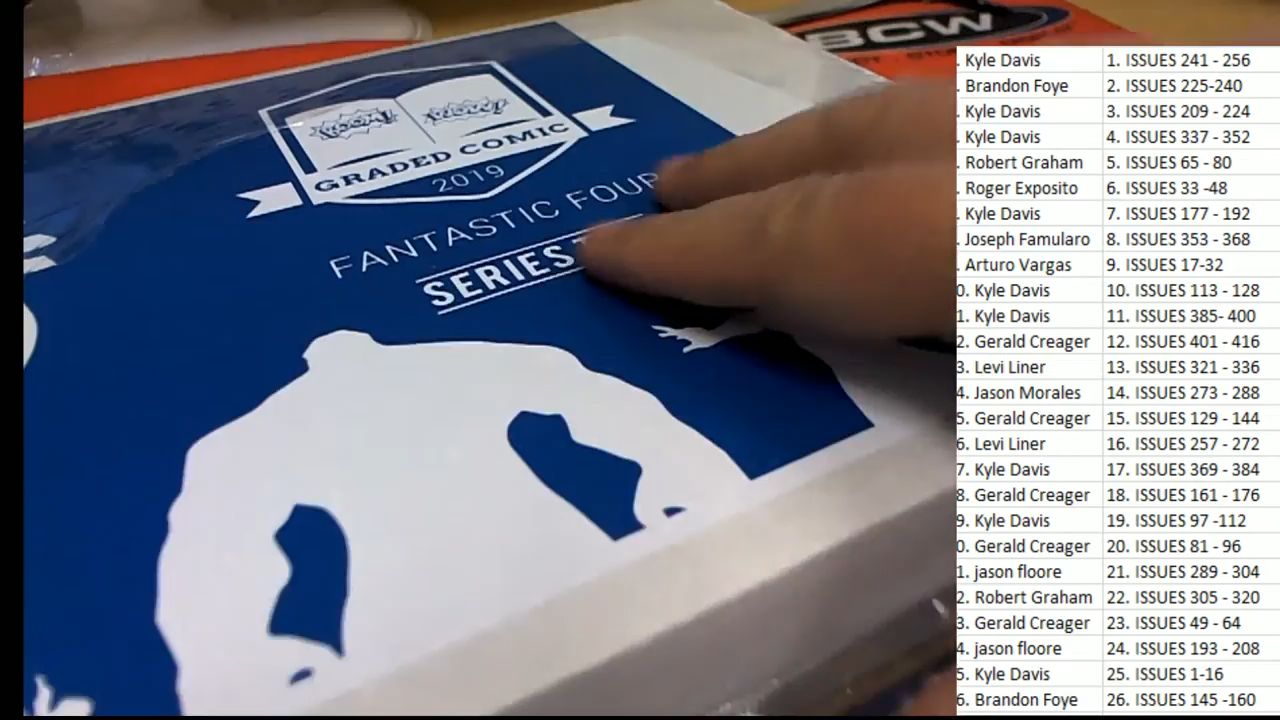 BCW
BOOM!
GRADED COMIC
2019
FANTASTIC FOUR
SERIES
. Kyle Davis 1. ISSUES 241 - 256
. Brandon Foye 2. ISSUES 225-240
. Kyle Davis 3. ISSUES 209 - 224
. Kyle Davis 4. ISSUES 337 - 352
. Robert Graham 5. ISSUES 65 - 80
. Roger Exposito 6. ISSUES 33 -48
. Kyle Davis 7. ISSUES 177 - 192
. Joseph Famularo 8. ISSUES 353 - 368
. Arturo Vargas 9. ISSUES 17-32
0. Kyle Davis 10. ISSUES 113 - 128
1. Kyle Davis 11. ISSUES 385- 400
2. Gerald Creager 12. ISSUES 401 - 416
3. Levi Liner 13. ISSUES 321 - 336
4. Jason Morales 14. ISSUES 273 - 288
5. Gerald Creager 15. ISSUES 129 - 144
6. Levi Liner 16. ISSUES 257 - 272
7. Kyle Davis 17. ISSUES 369 - 384
8. Gerald Creager 18. ISSUES 161 - 176
9. Kyle Davis 19. ISSUES 97 -112
0. Gerald Creager 20. ISSUES 81 - 96
1. jason floore 21. ISSUES 289 - 304
2. Robert Graham 22. ISSUES 305 - 320
3. Gerald Creager 23. ISSUES 49 - 64
4. jason floore 24. ISSUES 193 - 208
5. Kyle Davis 25. ISSUES 1-16
6. Brandon Foye 26. ISSUES 145 -160